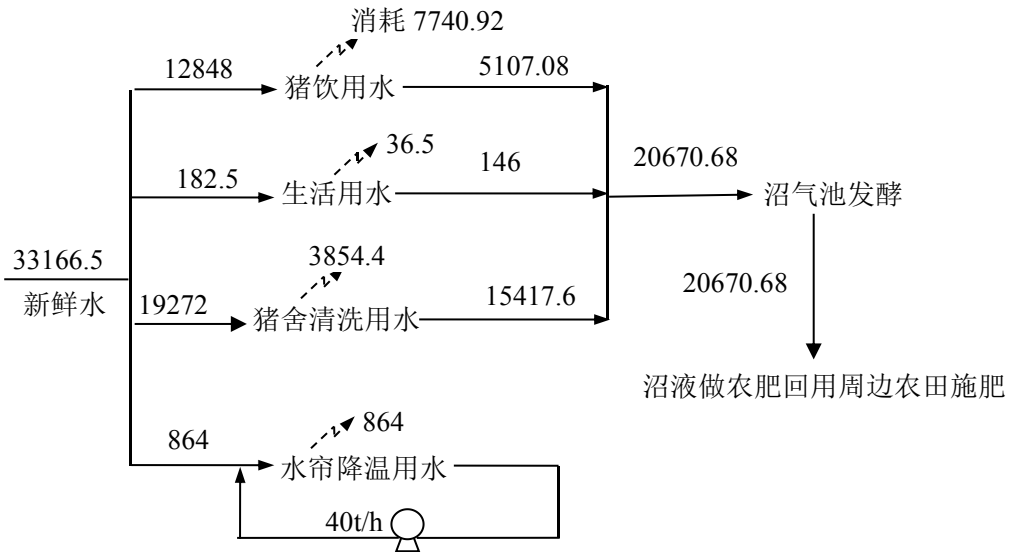 消耗 7740.92
12848
猪饮用水
5107.08
36.5
182.5
生活用水
146
20670.68
沼气池发酵
33166.5
新鲜水
3854.4
19272
猪舍清洗用水
15417.6
20670.68
沼液做农肥回用周边农田施肥
864
864
水帘降温用水
40t/h